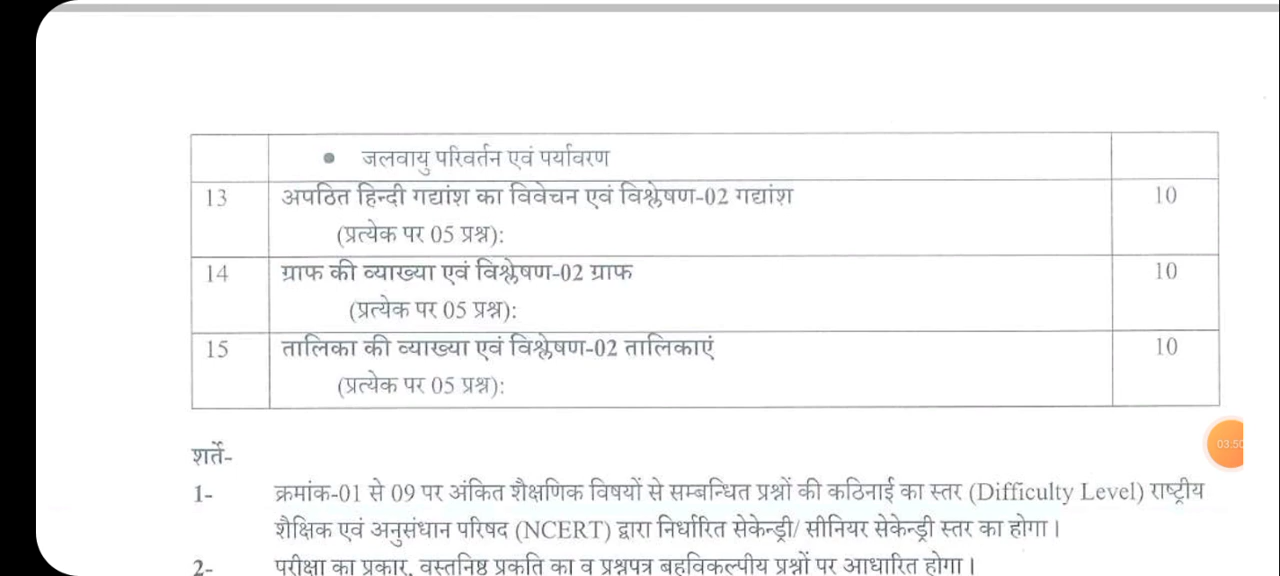 • जलवायु परिवर्तन एवं पर्यावरण
13 अपठित हिन्दी गद्यांश का विवेचन एवं विश्लेषण-02 गद्यांश 10
(प्रत्येक पर 05 प्रश्न):
14 ग्राफ की व्याख्या एवं विश्लेषण-02 ग्राफ 10
(प्रत्येक पर 05 प्रश्न):
15 तालिका की व्याख्या एवं विश्लेषण-02 तालिकाएं 10
(प्रत्येक पर 05 प्रश्न):
03:50
शर्ते-
1- क्रमांक-01 से 09 पर अंकित शैक्षणिक विषयों से सम्बन्धित प्रश्नों की कठिनाई का स्तर (Difficulty Level) राष्ट्रीय
शैक्षिक एवं अनुसंधान परिषद (NCERT) द्वारा निर्धारित सेकेन्ड्री/ सीनियर सेकेन्ड्री स्तर का होगा।
2- परीक्षा का प्रकार, वस्तुनिष्ठ प्रकृति का व प्रश्नपत्र बहुविकल्पीय प्रश्नों पर आधारित होगा।